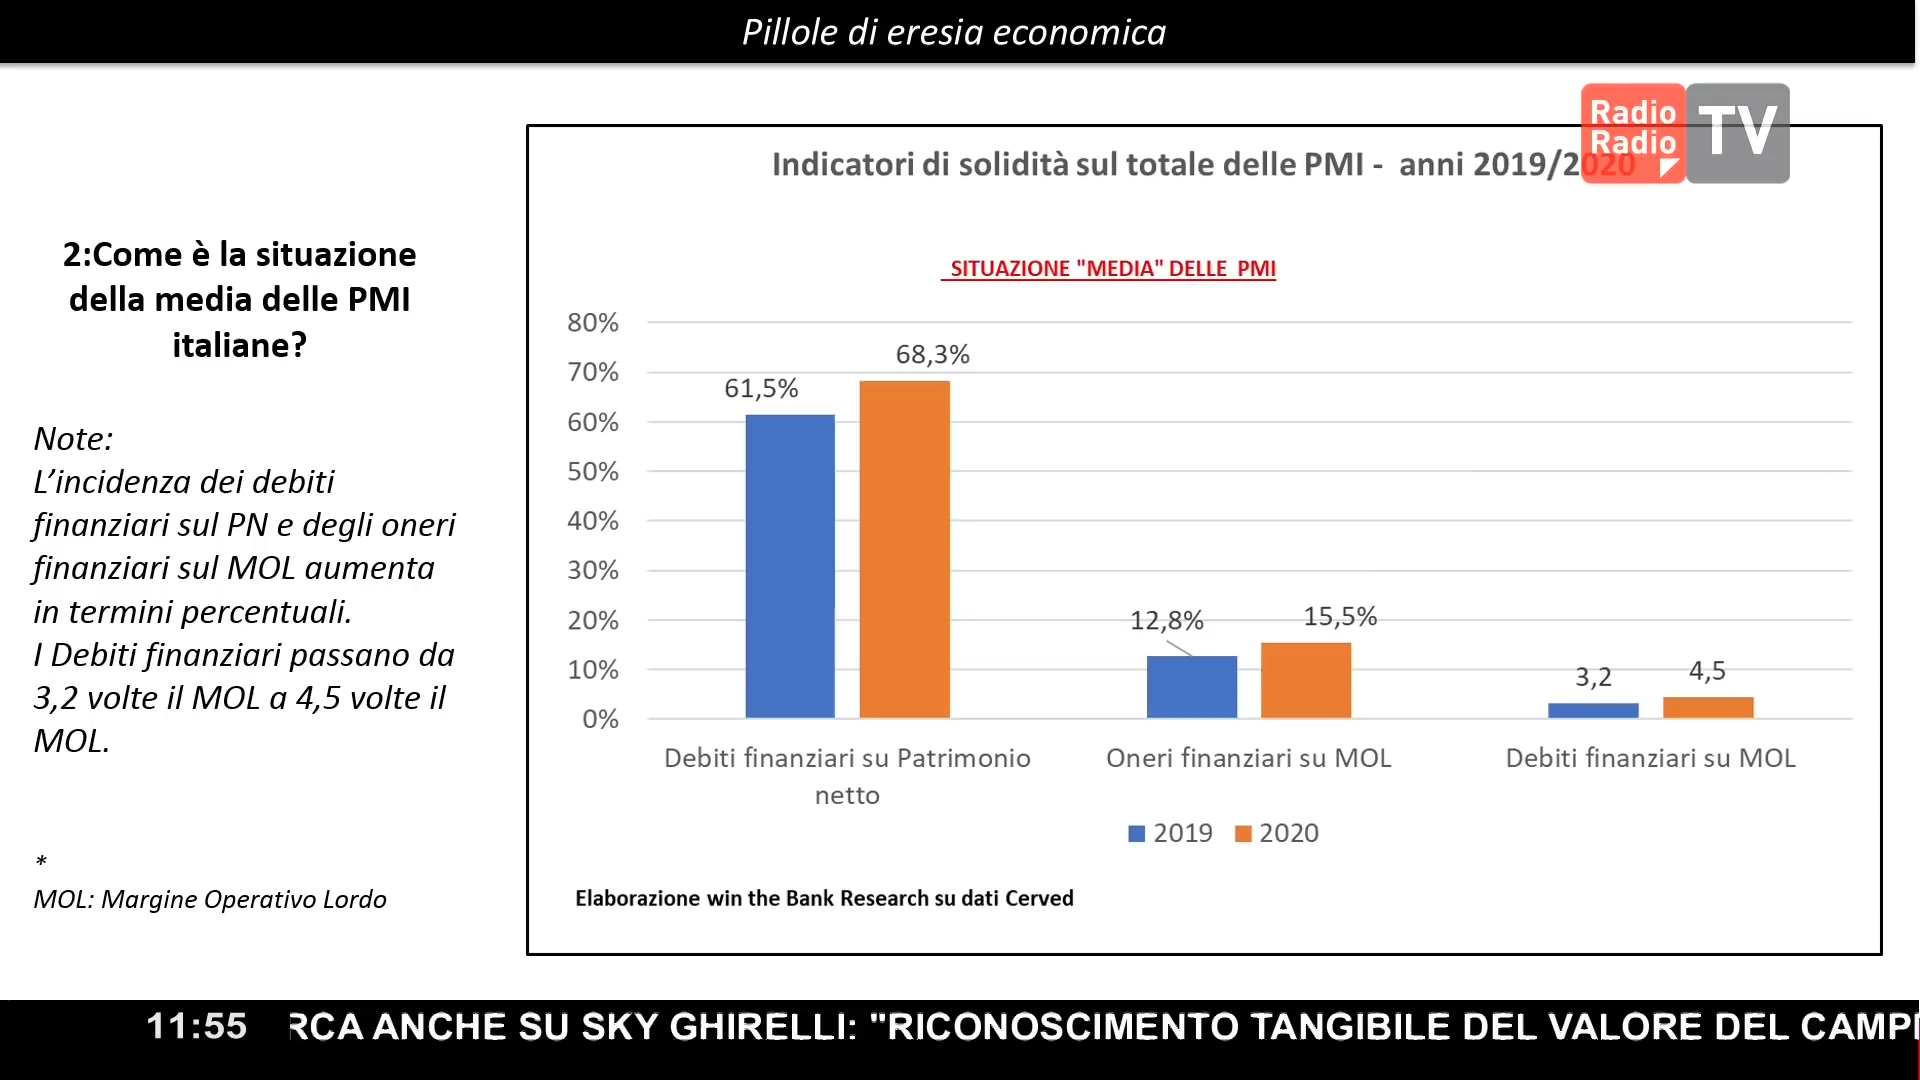 Pillole di eresia economica
Radio
Radio
TV
2:Come è la situazione
della media delle PMI
italiane?
Note:
L’incidenza dei debiti
finanziari sul PN e degli oneri
finanziari sul MOL aumenta
in termini percentuali.
I Debiti finanziari passano da
3,2 volte il MOL a 4,5 volte il
MOL.
*
MOL: Margine Operativo Lordo
Indicatori di solidità sul totale delle PMI - anni 2019/2020
SITUAZIONE "MEDIA" DELLE PMI
80%
70%
60%
50%
40%
30%
20%
10%
0%
61,5%
68,3%
12,8%
15,5%
3,2
4,5
Debiti finanziari su Patrimonio
netto
Oneri finanziari su MOL
Debiti finanziari su MOL
2019
2020
Elaborazione win the Bank Research su dati Cerved
11:55 RCA ANCHE SU SKY GHIRELLI: "RICONOSCIMENTO TANGIBILE DEL VALORE DEL CAMP